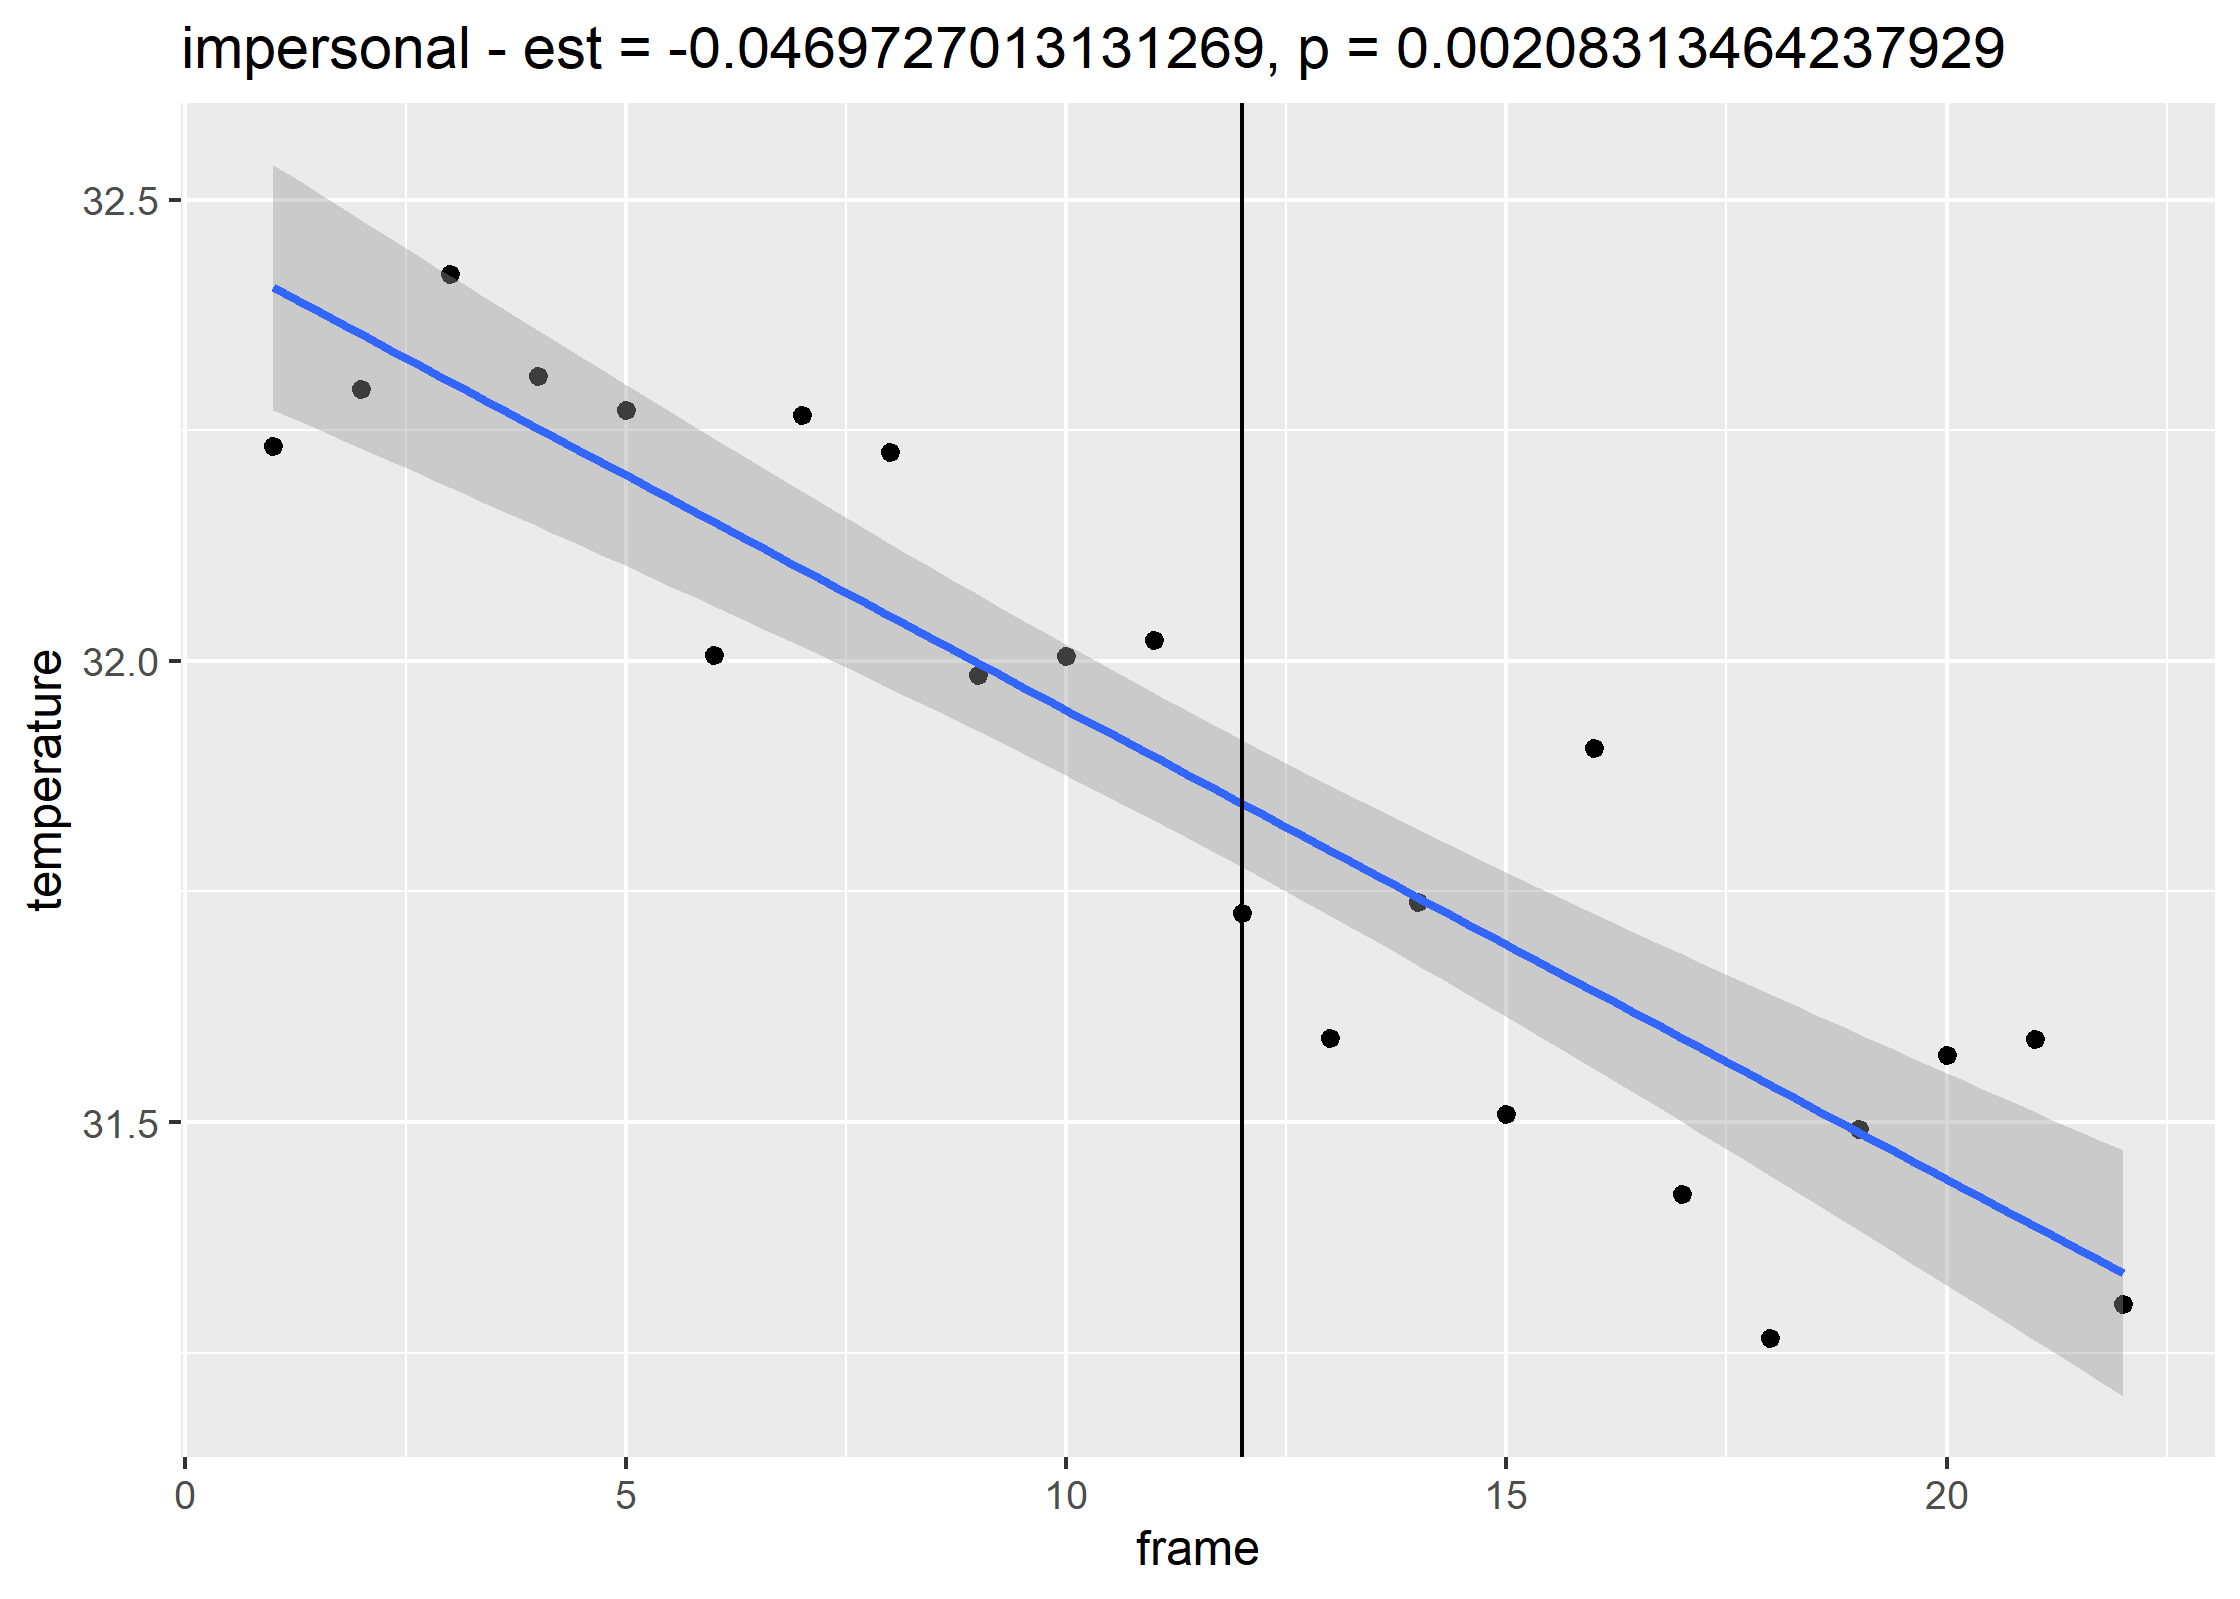 impersonal - est = -0.0469727013131269, p = 0.00208313464237929
32.5
32.0
31.5
temperature
0 5 10 15 20
frame